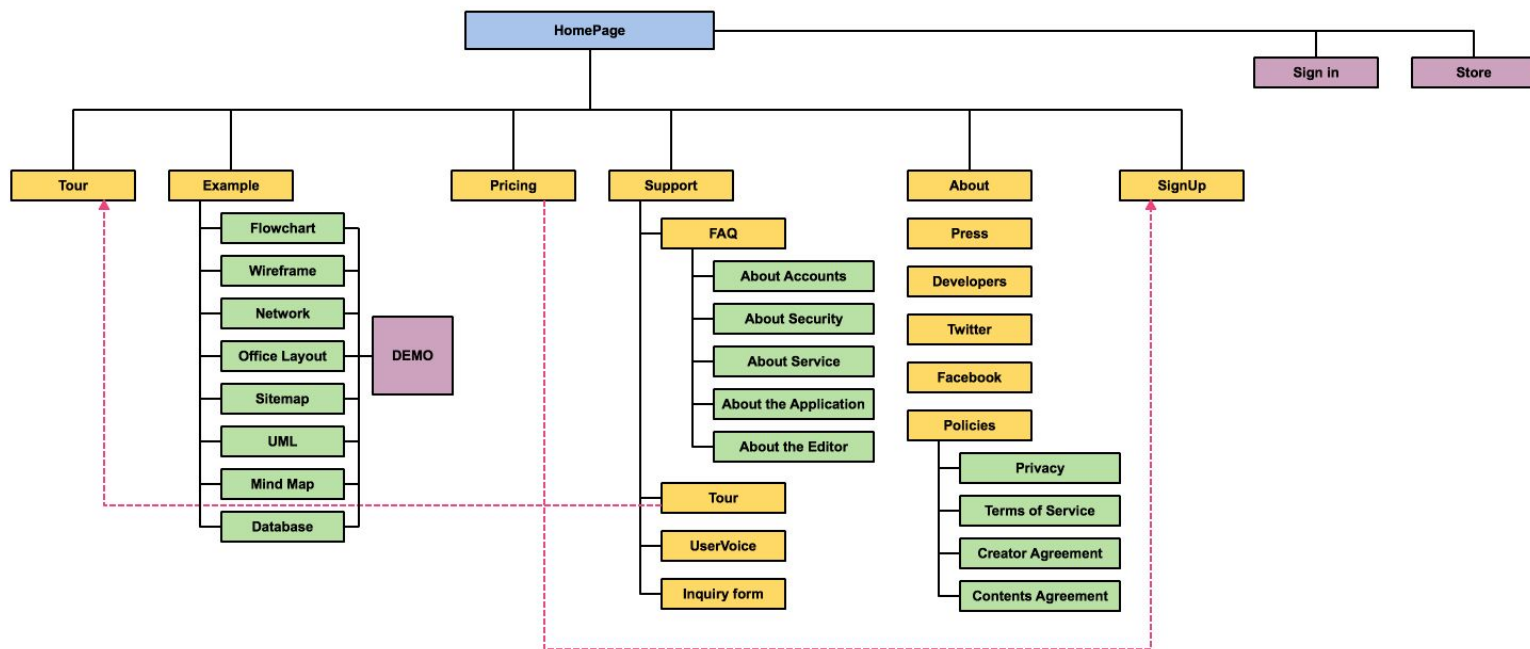 HomePage
Sign in
Store
Tour
Example
Pricing
Support
About
SignUp
Flowchart
Wireframe
Network
Office Layout
Sitemap
UML
Mind Map
Database
DEMO
FAQ
About Accounts
About Security
About Service
About the Application
About the Editor
Tour
UserVoice
Inquiry form
Press
Developers
Twitter
Facebook
Policies
Privacy
Terms of Service
Creator Agreement
Contents Agreement